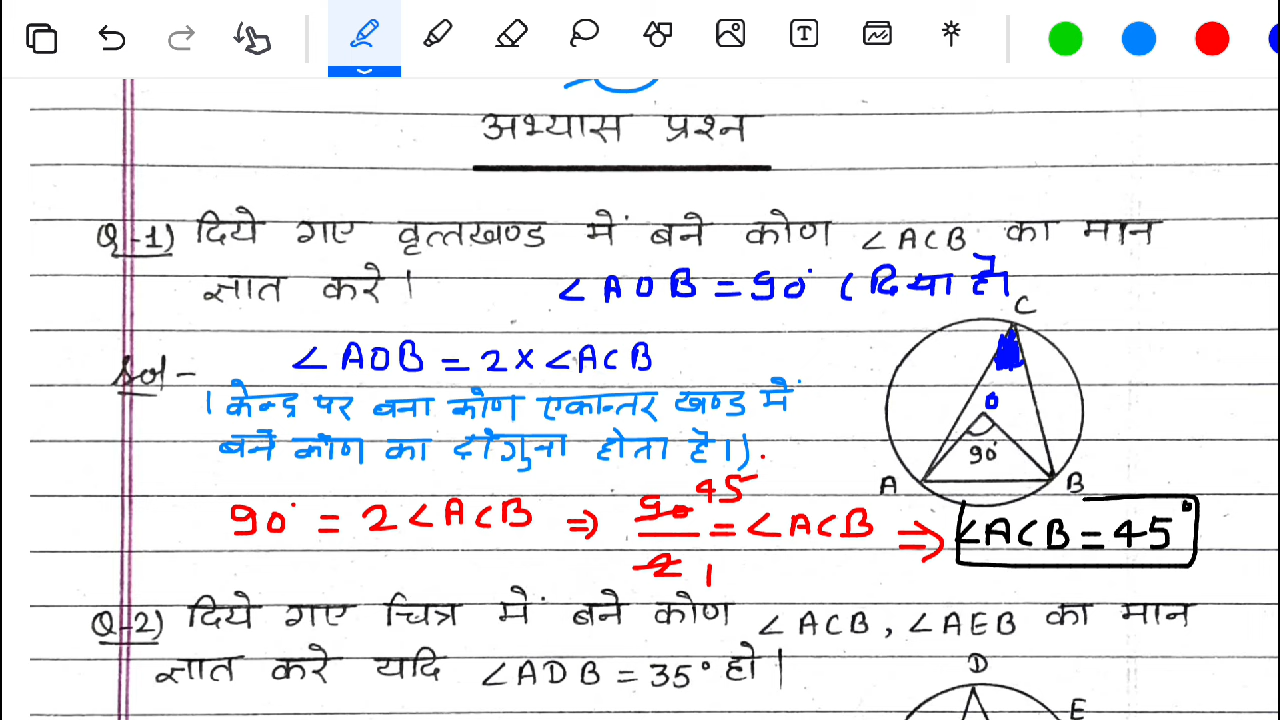 अभ्यास प्रश्न
Q-1) दिये गए वृत्तखण्ड में बने कोण ∠ACB का मान
ज्ञात करे।
∠AOB = 90° (दिया है।
Sol-
∠AOB = 2 × ∠ACB
(केन्द्र पर बना कोण एकान्तर खण्ड में
बने कोण का दोगुना होता है।).
C
O
90°
A
B
90° = 2∠ACB ⇒ 90/2 = ∠ACB ⇒ ∠ACB = 45°
45
1
Q-2) दिये गए चित्र में बने कोण ∠ACB, ∠AEB का मान
ज्ञात करे यदि ∠ADB = 35° हो।
D
E